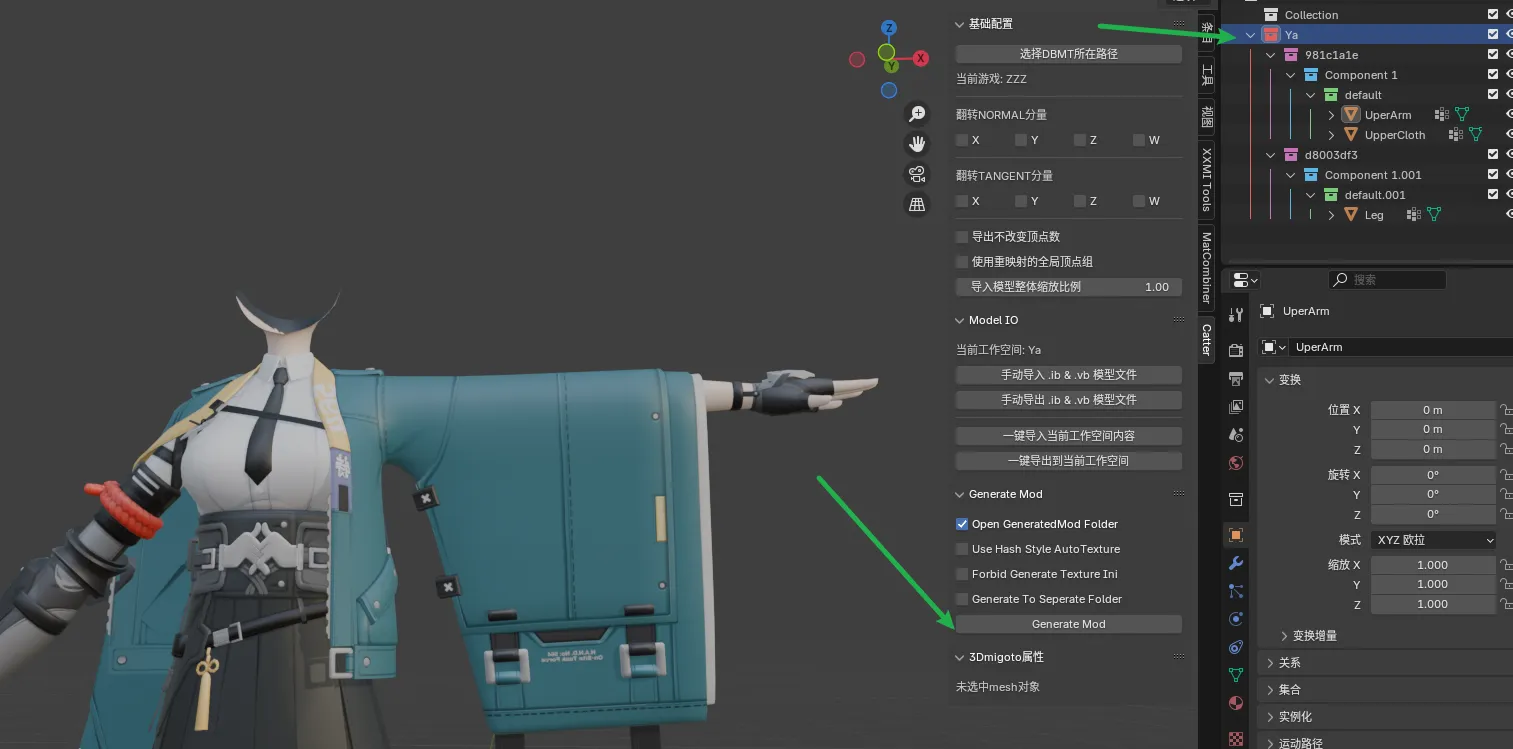 Z
X
Y
基础配置
选择DBMT所在路径
当前游戏: ZZZ
翻转NORMAL分量
X Y Z W
翻转TANGENT分量
X Y Z W
导出不改变顶点数
使用重映射的全局顶点组
导入模型整体缩放比例 1.00
Model IO
当前工作空间: Ya
手动导入 .ib & .vb 模型文件
手动导出 .ib & .vb 模型文件
一键导入当前工作空间内容
一键导出到当前工作空间
Generate Mod
Open GeneratedMod Folder
Use Hash Style AutoTexture
Forbid Generate Texture Ini
Generate To Seperate Folder
Generate Mod
3Dmigoto属性
未选中mesh对象
条目
工具
视图
XXMI Tools
MatCombiner
Catter
Collection
Ya
981c1a1e
Component 1
default
UperArm
UpperCloth
d8003df3
Component 1.001
default.001
Leg
搜索
UperArm
UperArm
变换
位置 X 0 m
Y 0 m
Z 0 m
旋转 X 0°
Y 0°
Z 0°
模式 XYZ 欧拉
缩放 X 1.000
Y 1.000
Z 1.000
变换增量
关系
集合
实例化
运动路径